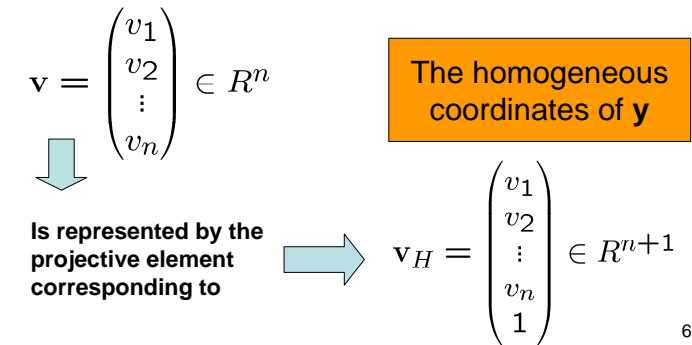 v = (v1 v2 ⋮ vn) ∈ R^n
The homogeneous
coordinates of y
Is represented by the
projective element
corresponding to
v_H = (v1 v2 ⋮ vn 1) ∈ R^{n+1}
6